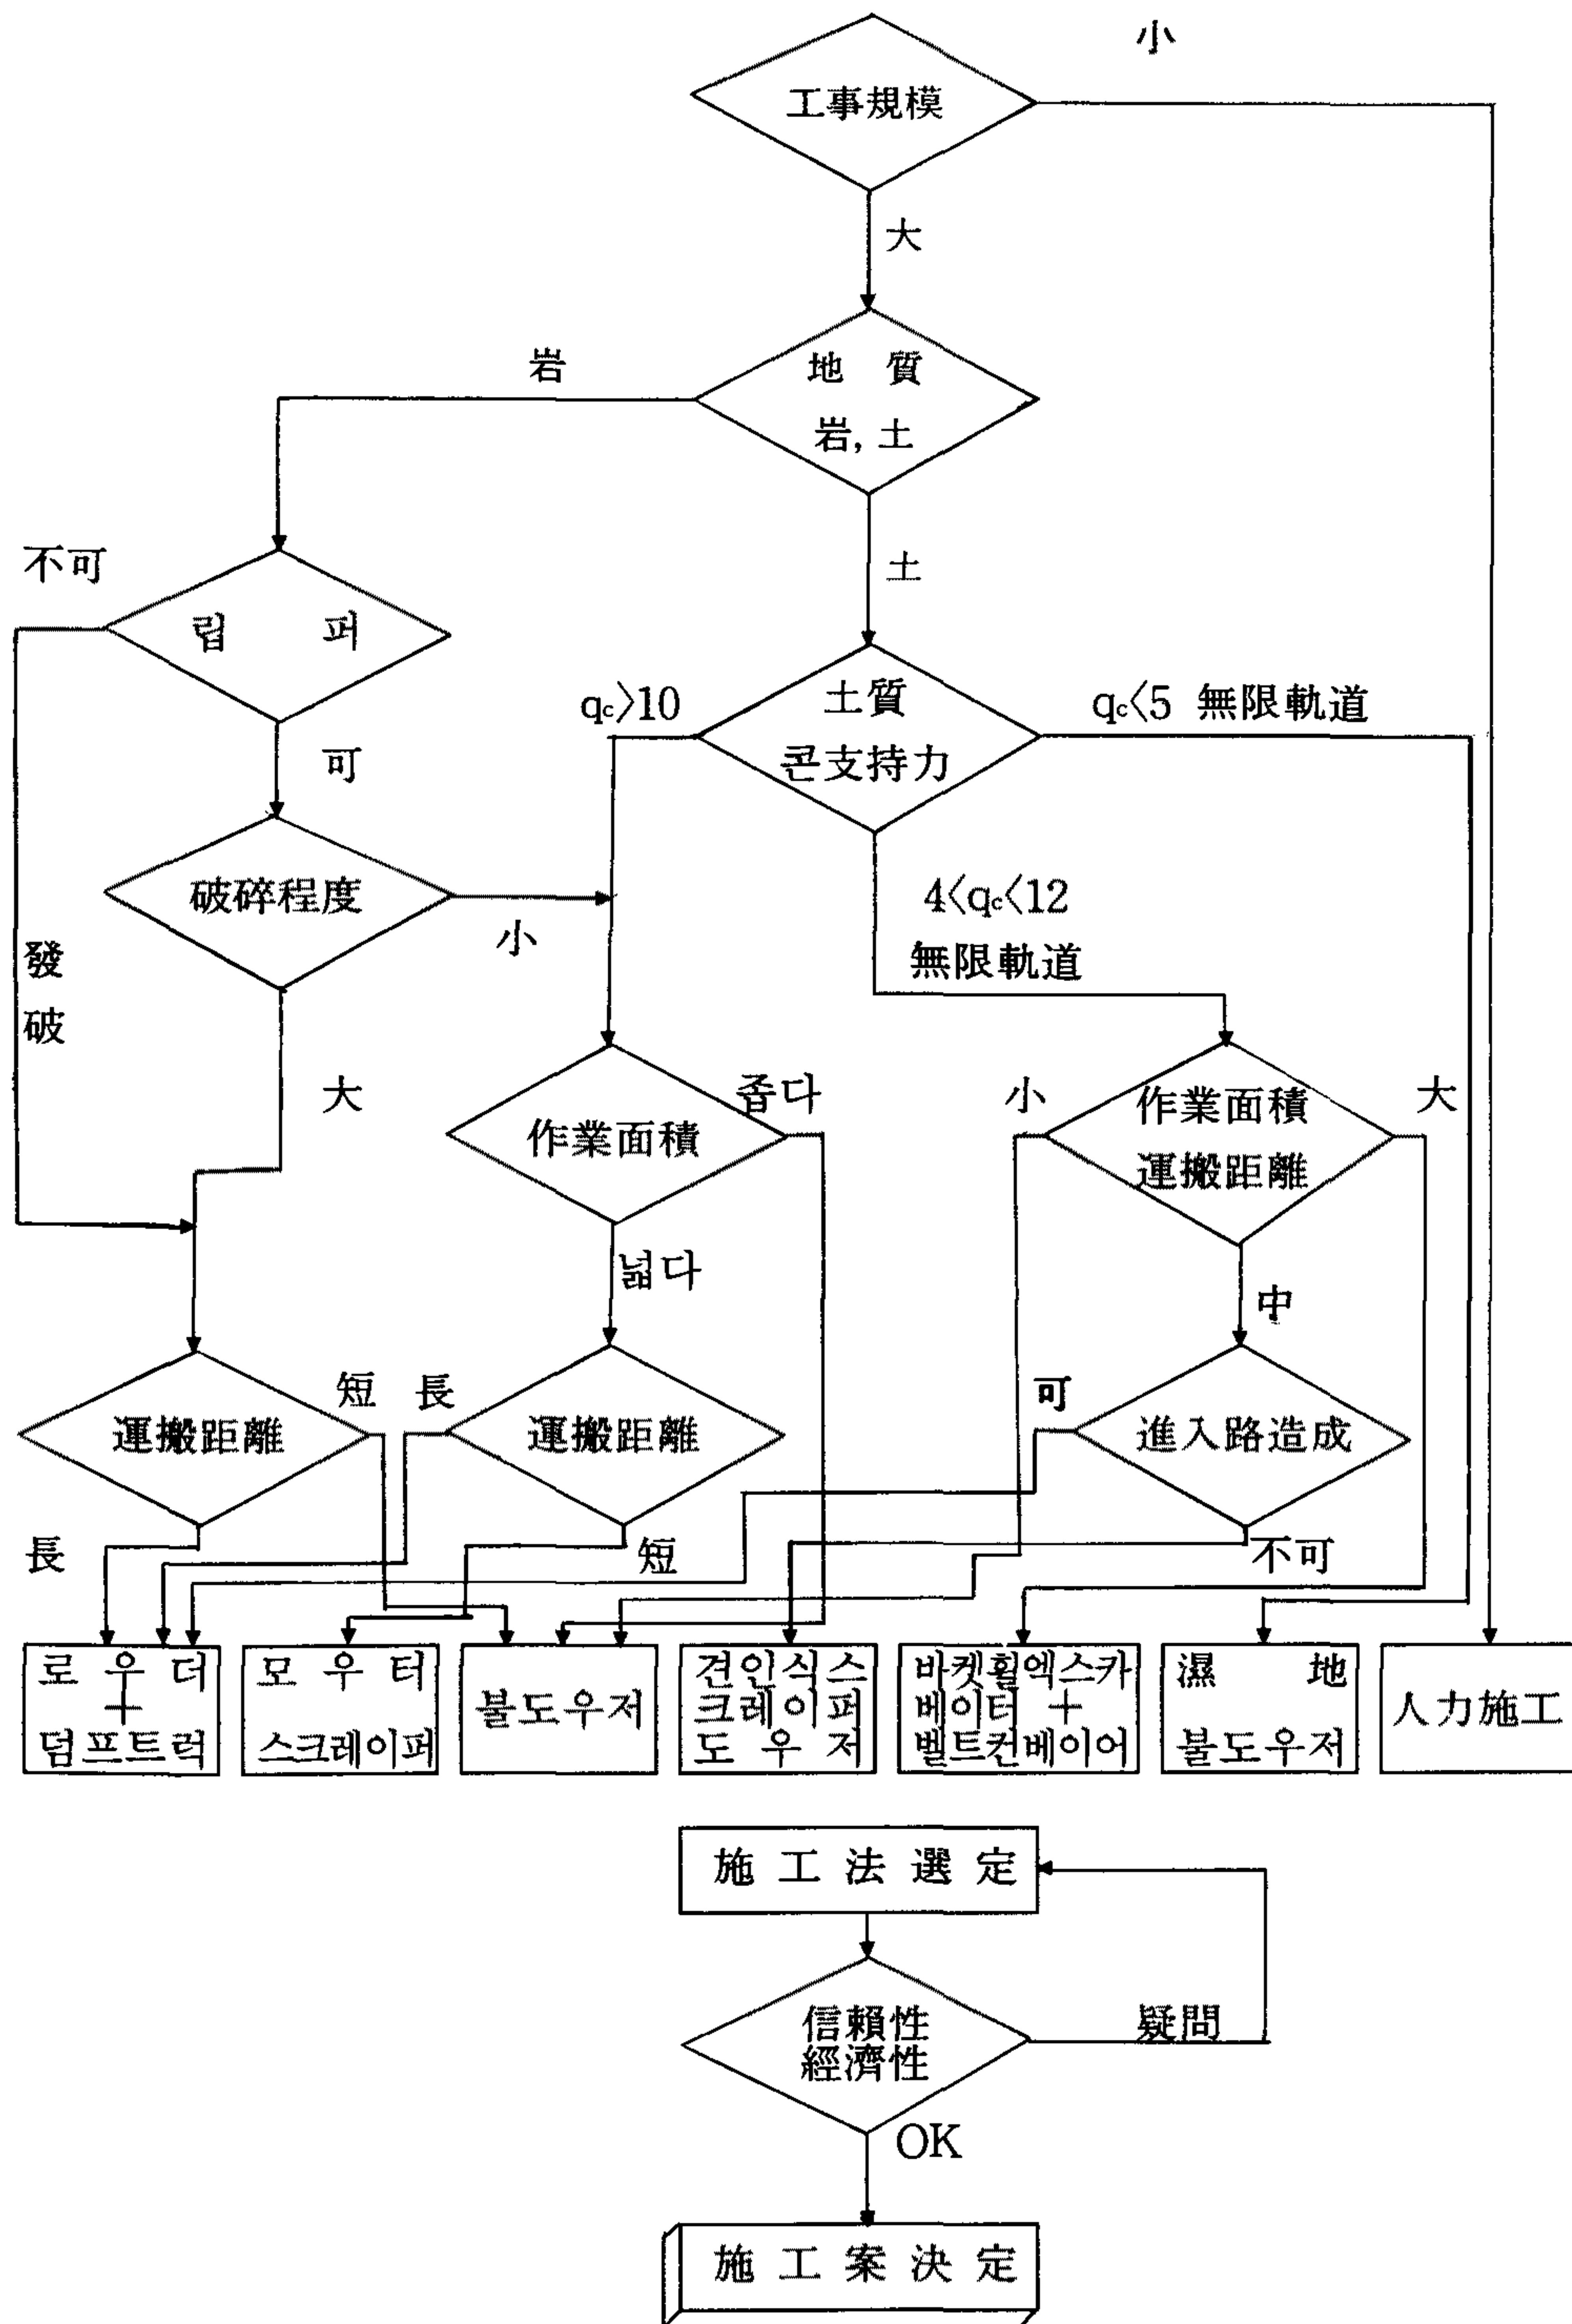 小
工事規模
大
岩
地 質
岩, 土
不可
土
립 퍼
qc>10
土質
콘支持力
qc<5 無限軌道
可
破碎程度
小
4<qc<12
無限軌道
發
破
大
좁다
小
大
作業面積
作業面積
運搬距離
넓다
中
短
長
可
運搬距離
運搬距離
進入路造成
長
短
不可
로 우 더
+
덤프트럭
모 우 터
스크레이퍼
불도우저
견인식스
크레이퍼
도 우 저
바켓휠엑스카
베이터 +
벨트컨베이어
濕 地
불도우저
人力施工
施 工 法 選 定
信賴性
經濟性
疑問
OK
施 工 案 決 定